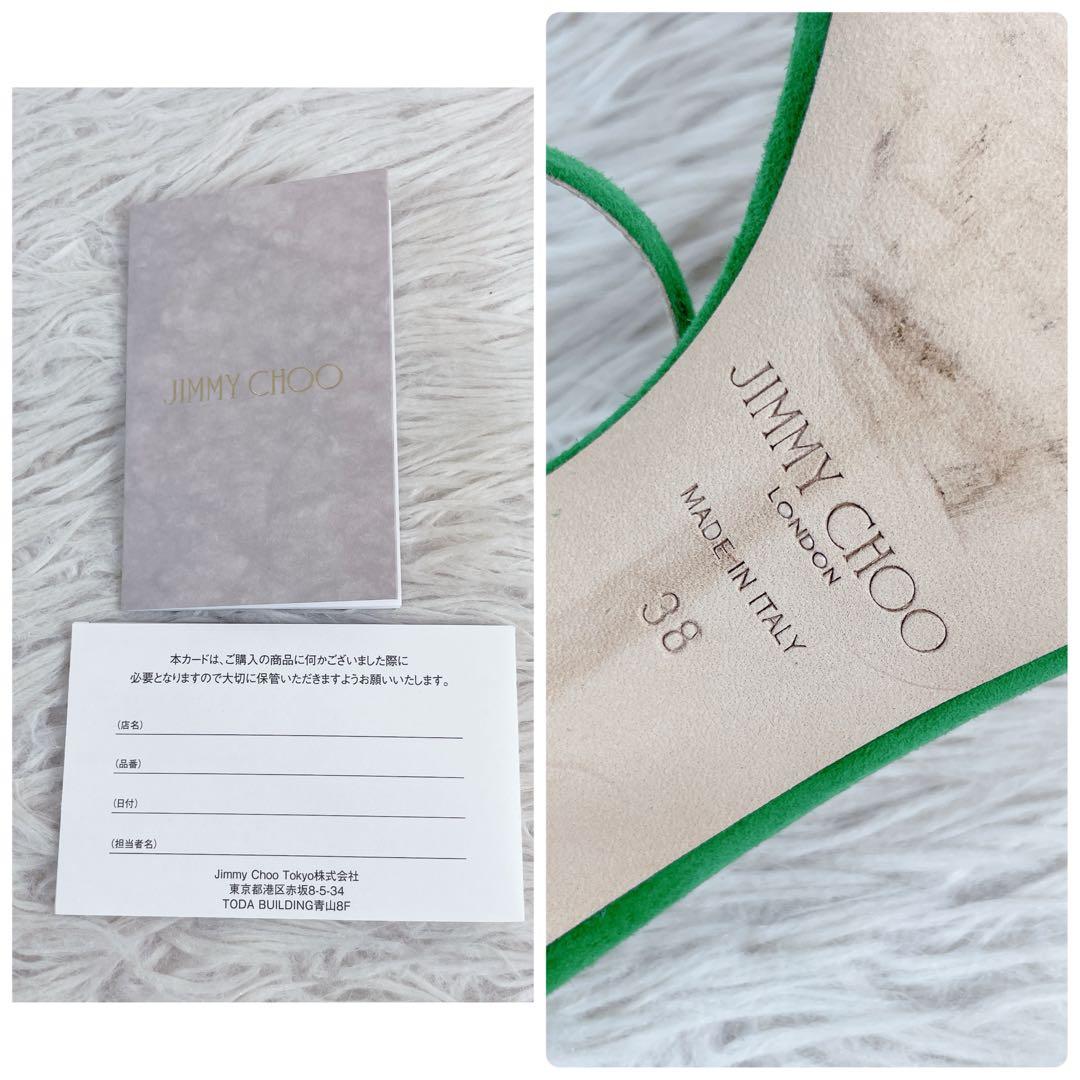 JIMMY CHOO
本カードは、ご購入の商品に何かございました際に
必要となりますので大切に保管いただきますようお願いいたします。
(店名)
(品番)
(日付)
(担当者名)
Jimmy Choo Tokyo株式会社
東京都港区赤坂8-5-34
TODA BUILDING青山8F
JIMMY CHOO
LONDON
MADE IN ITALY
38